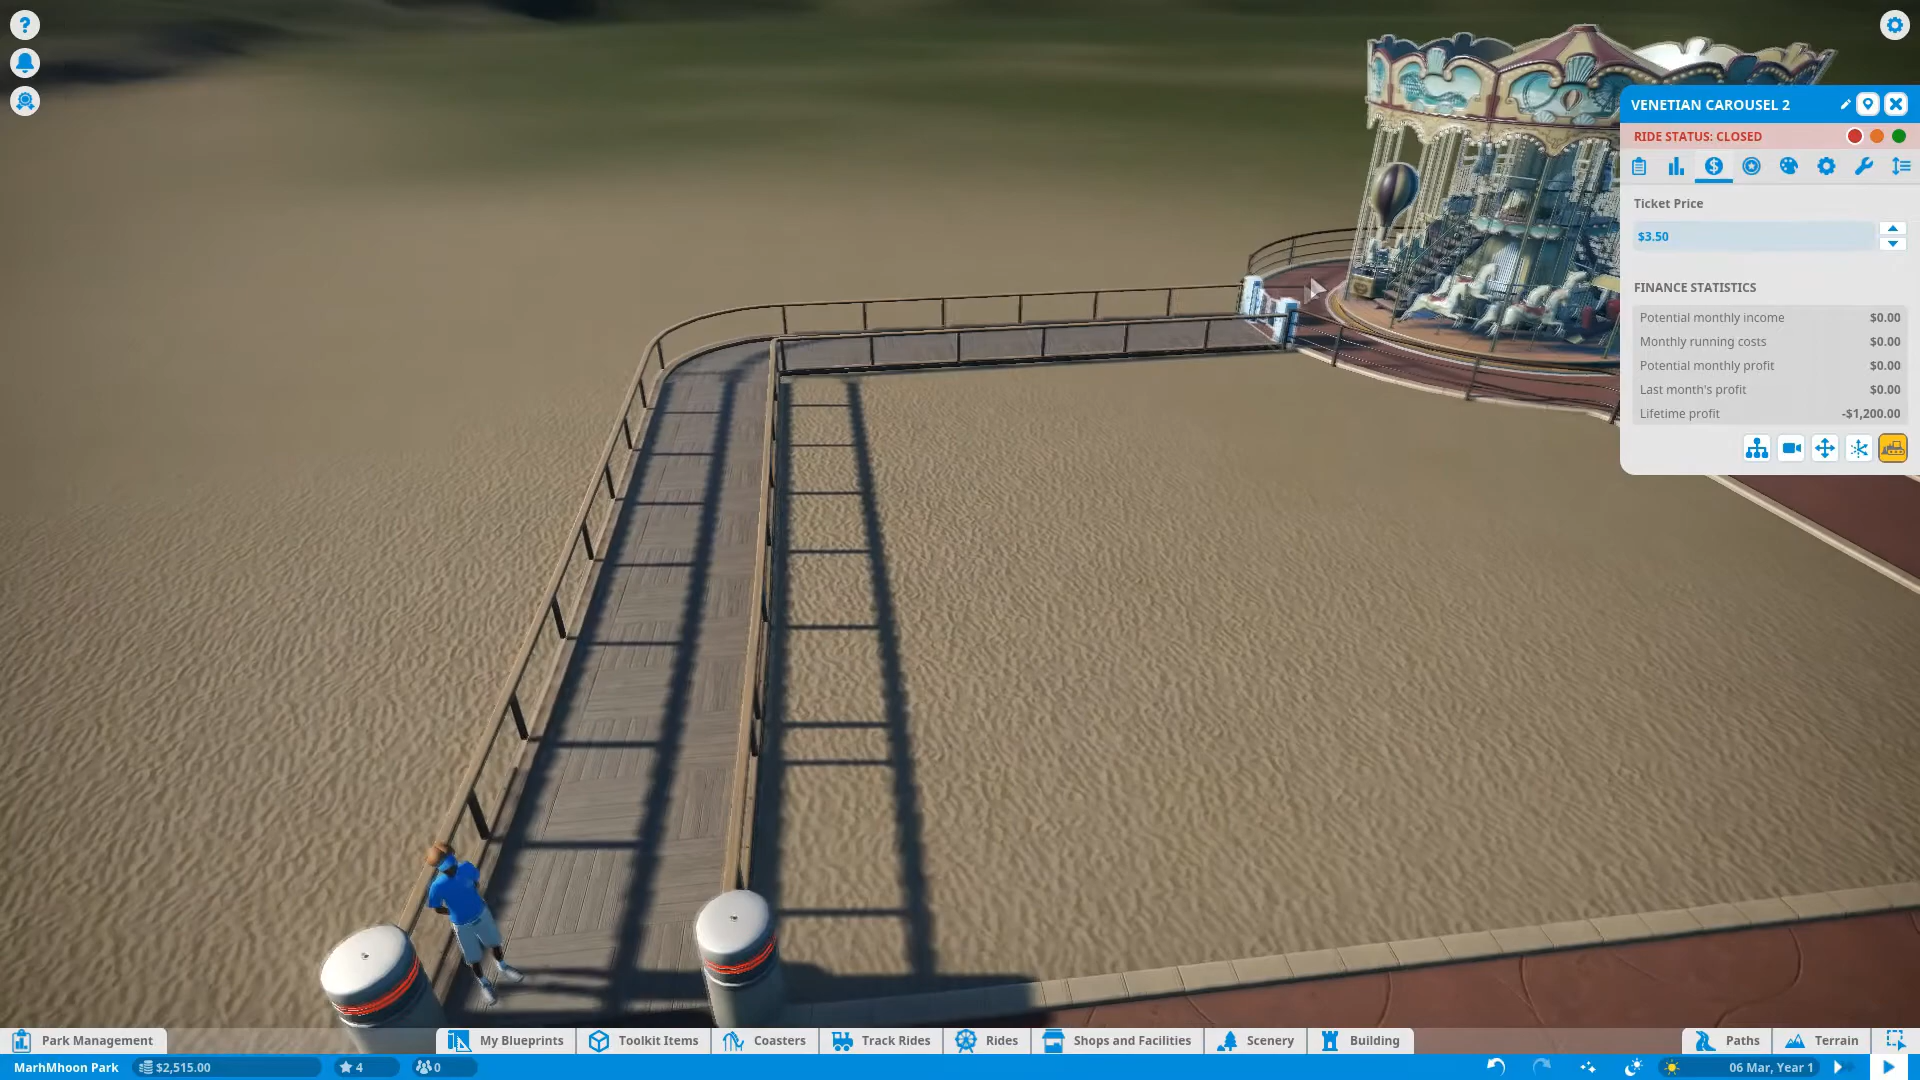 VENETIAN CAROUSEL 2
RIDE STATUS: CLOSED
Ticket Price
$3.50
FINANCE STATISTICS
Potential monthly income $0.00
Monthly running costs $0.00
Potential monthly profit $0.00
Last month's profit $0.00
Lifetime profit -$1,200.00
Park Management
My Blueprints
Toolkit Items
Coasters
Track Rides
Rides
Shops and Facilities
Scenery
Building
Paths
Terrain
MarhMhoon Park
$2,515.00
4
0
06 Mar, Year 1